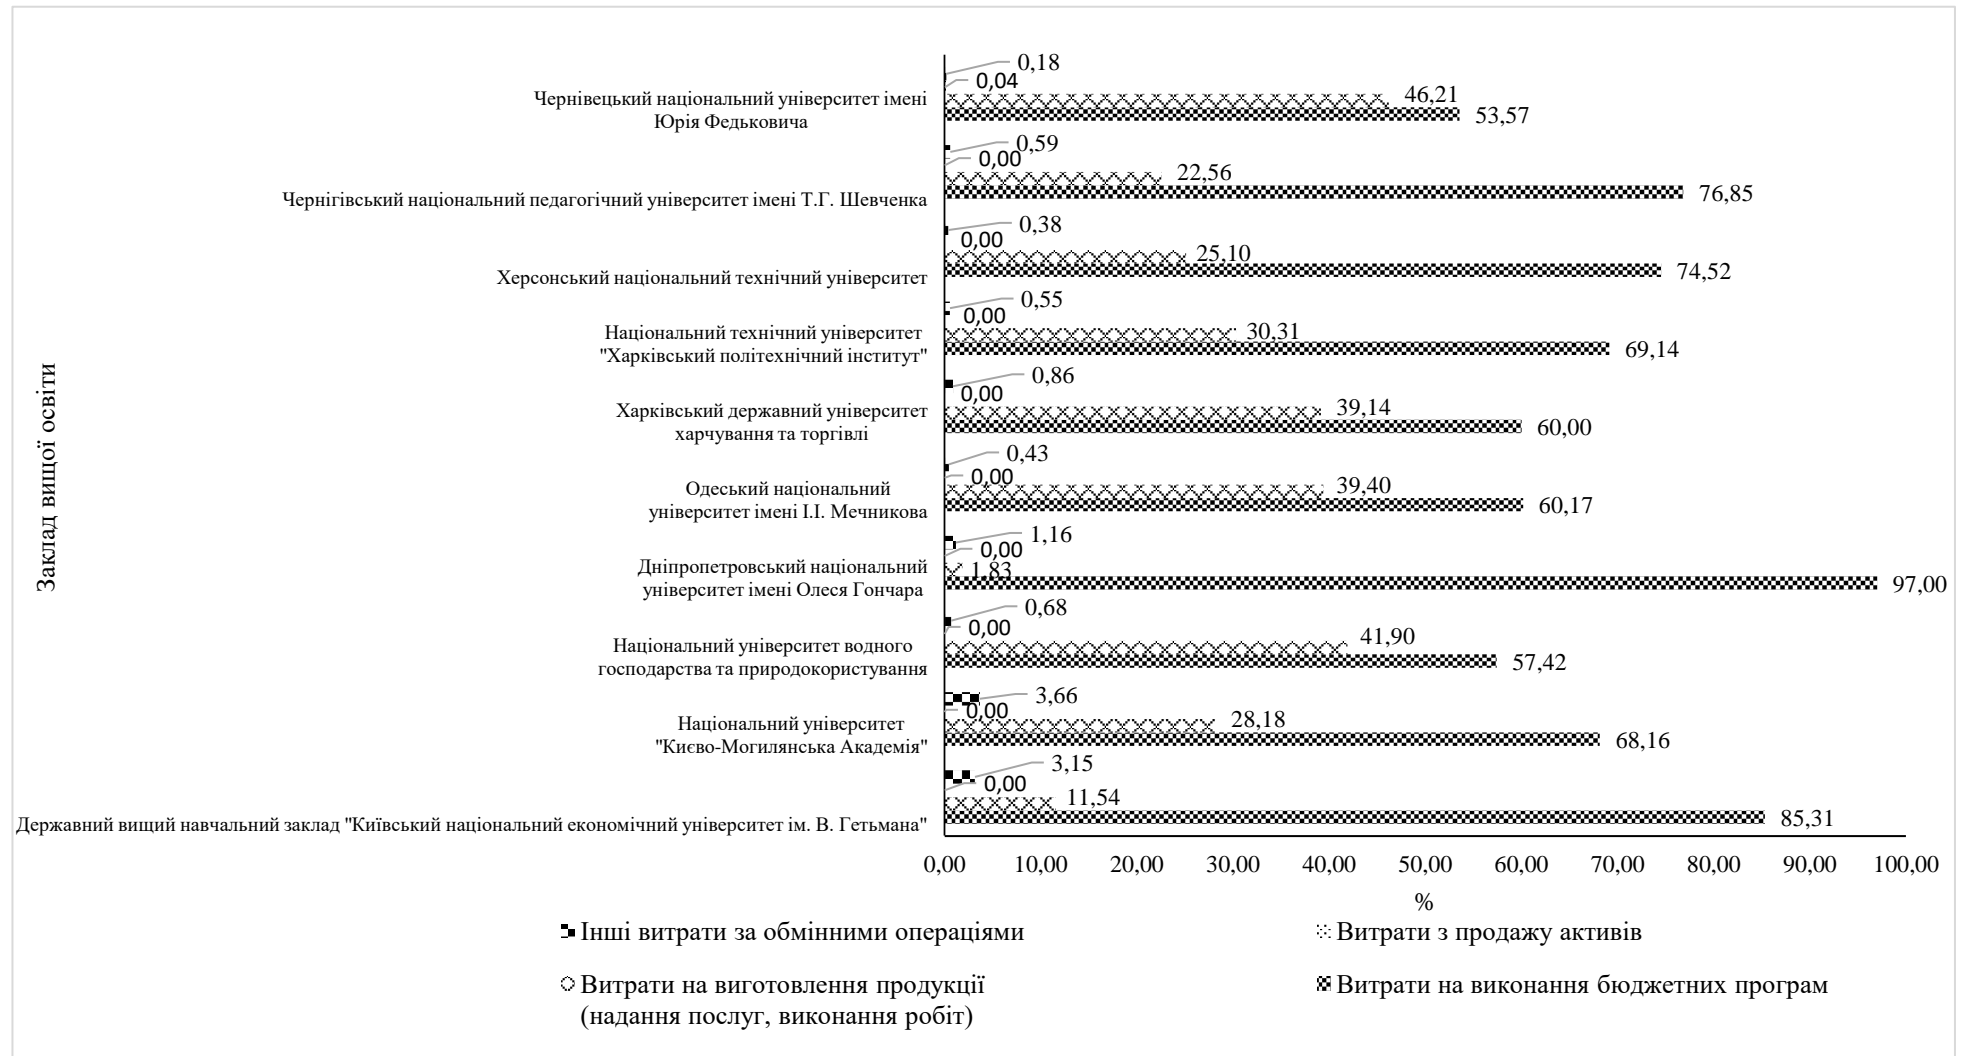 0,18
0,04
Чернівецький національний університет імені
Юрія Федьковича
46,21
53,57
0,59
0,00
22,56
Чернігівський національний педагогічний університет імені Т.Г. Шевченка
76,85
0,38
0,00
25,10
Херсонський національний технічний університет
74,52
0,55
0,00
Національний технічний університет
"Харківський політехнічний інститут"
30,31
69,14
0,86
0,00
Харківський державний університет
харчування та торгівлі
39,14
60,00
0,43
0,00
Одеський національний
університет імені І.І. Мечникова
39,40
60,17
1,16
0,00
Дніпропетровський національний
університет імені Олеся Гончара
1,83
97,00
0,68
0,00
Національний університет водного
господарства та природокористування
41,90
57,42
3,66
0,00
Національний університет
"Києво-Могилянська Академія"
28,18
68,16
3,15
0,00
11,54
Державний вищий навчальний заклад "Київський національний економічний університет ім. В. Гетьмана"
85,31
Заклад вищої освіти
0,00 10,00 20,00 30,00 40,00 50,00 60,00 70,00 80,00 90,00 100,00
%
Інші витрати за обмінними операціями
Витрати з продажу активів
Витрати на виготовлення продукції
(надання послуг, виконання робіт)
Витрати на виконання бюджетних програм